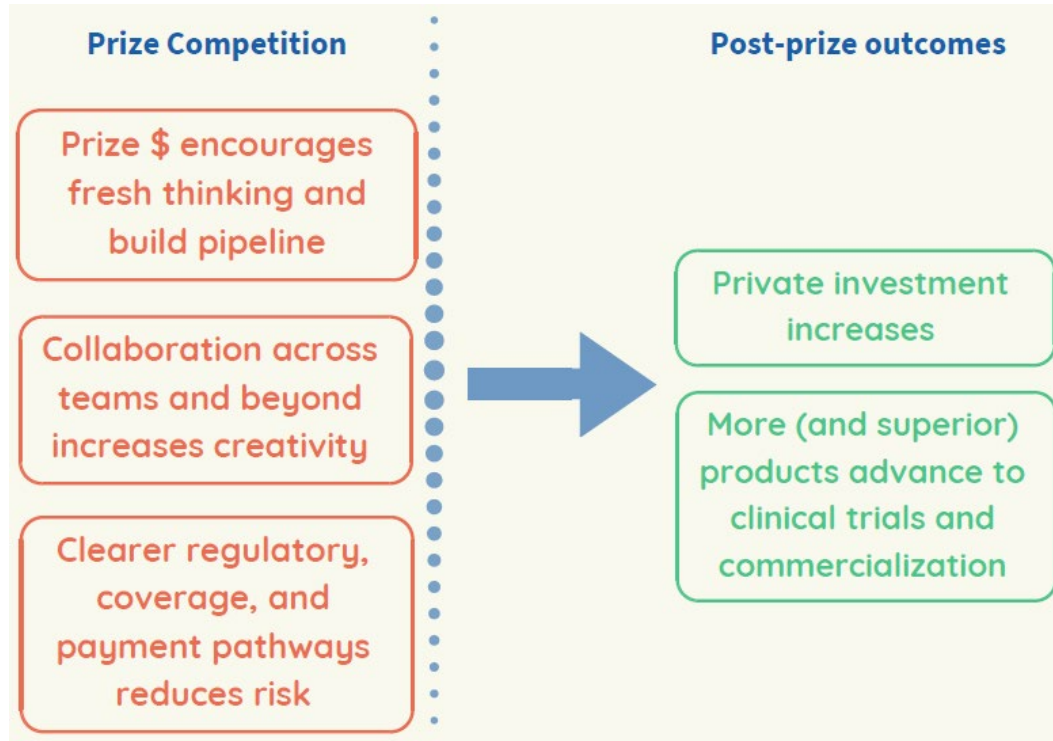 Prize Competition
Prize $ encourages
fresh thinking and
build pipeline
Collaboration across
teams and beyond
increases creativity
Clearer regulatory,
coverage, and
payment pathways
reduces risk
Post-prize outcomes
Private investment
increases
More (and superior)
products advance to
clinical trials and
commercialization